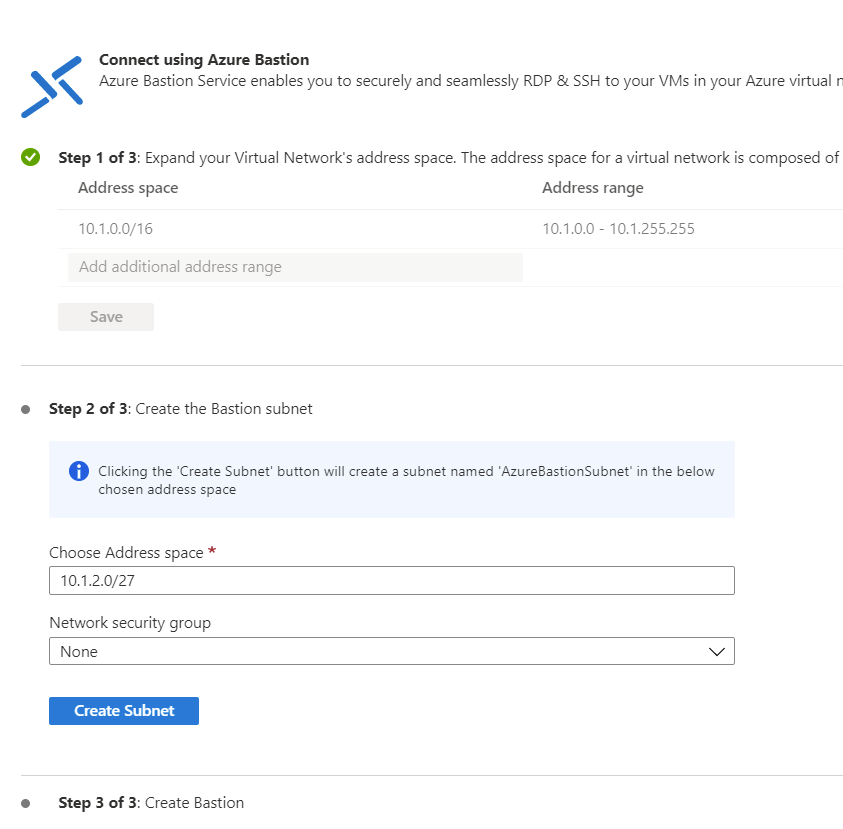 Connect using Azure Bastion
Azure Bastion Service enables you to securely and seamlessly RDP & SSH to your VMs in your Azure virtual
Step 1 of 3: Expand your Virtual Network's address space. The address space for a virtual network is composed of
Address space Address range
10.1.0.0/16 10.1.0.0 - 10.1.255.255
Add additional address range
Save
Step 2 of 3: Create the Bastion subnet
Clicking the 'Create Subnet' button will create a subnet named 'AzureBastionSubnet' in the below
chosen address space
Choose Address space *
10.1.2.0/27
Network security group
None
Create Subnet
Step 3 of 3: Create Bastion